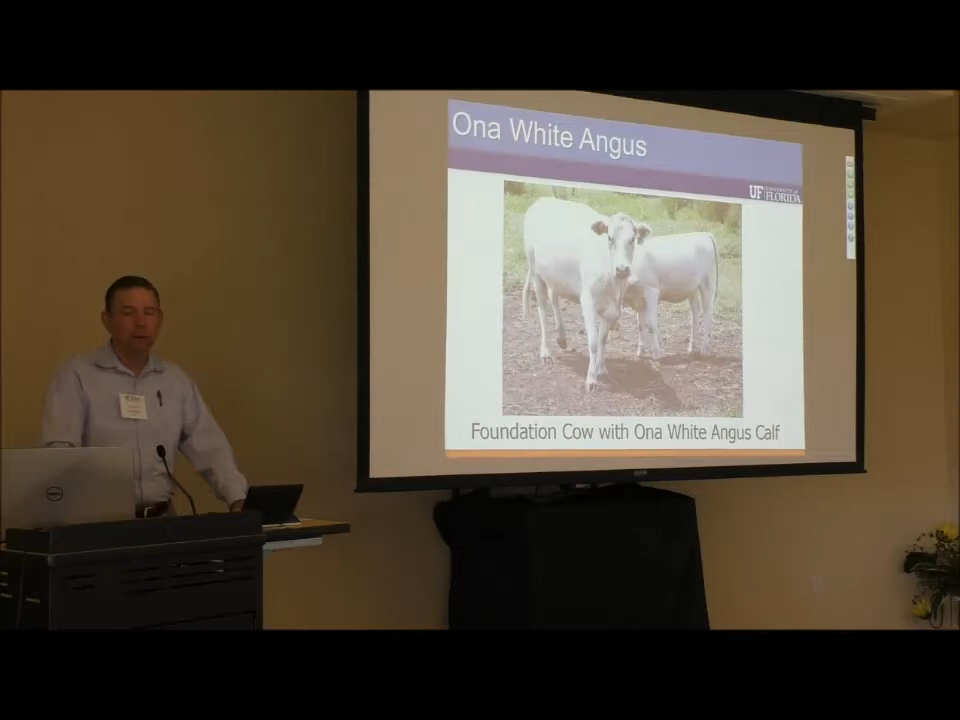 Ona White Angus
UF
UNIVERSITY of
FLORIDA
Foundation Cow with Ona White Angus Calf
DELL